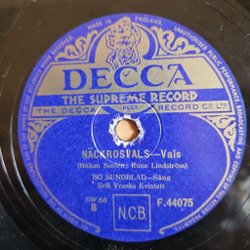 MADE IN ENGLAND.
DECCA
THE SUPREME RECORD
THE DECCA RECORD CO. LTD
NÄCKROSVALS—Vals
(Håkan Norlén; Rune Lindström)
BO SUNDBLAD—Sång
Erik Franks Kvintett
SW.66
B
N.C.B.
F.44075